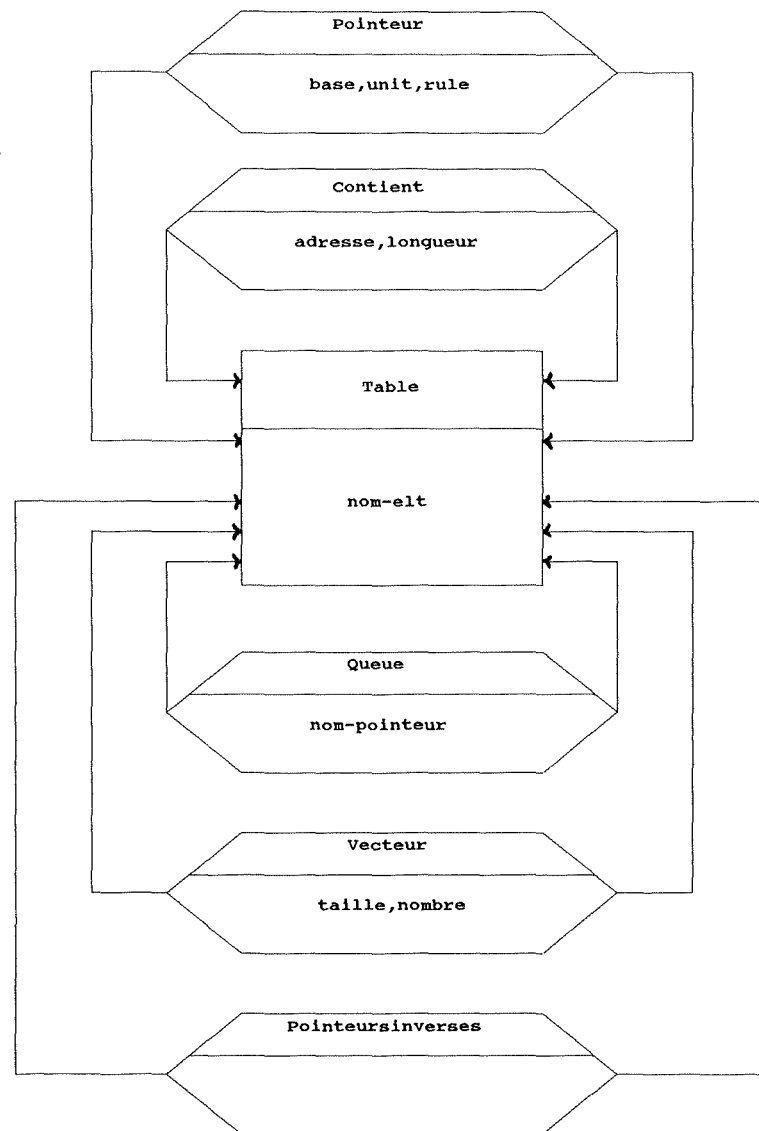 Pointeur
base,unit,rule
Contient
adresse,longueur
Table
nom-elt
Queue
nom-pointeur
Vecteur
taille,nombre
Pointeursinverses